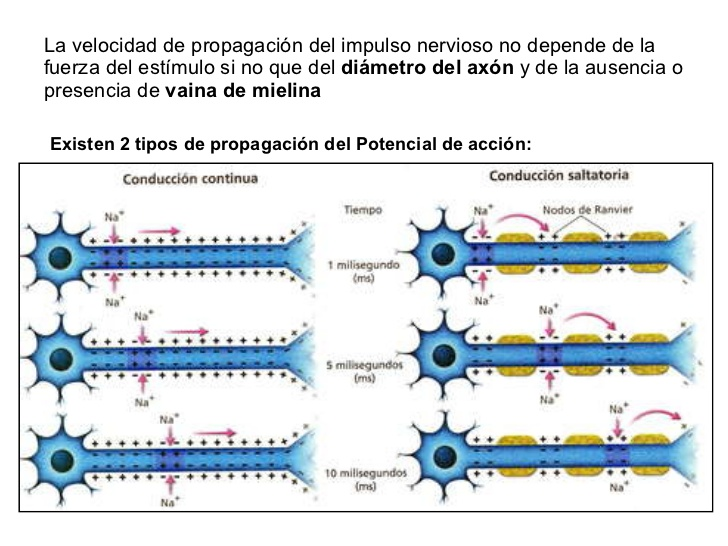 La velocidad de propagación del impulso nervioso no depende de la
fuerza del estímulo si no que del diámetro del axón y de la ausencia o
presencia de vaina de mielina
Existen 2 tipos de propagación del Potencial de acción:
Conducción continua
Conducción saltatoria
Na⁺
Tiempo
Na⁺
Nodos de Ranvier
1 milisegundo
(ms)
Na⁺
Na⁺
Na⁺
Na⁺
5 milisegundos
(ms)
Na⁺
Na⁺
Na⁺
Na⁺
10 milisegundos
(ms)
Na⁺
Na⁺